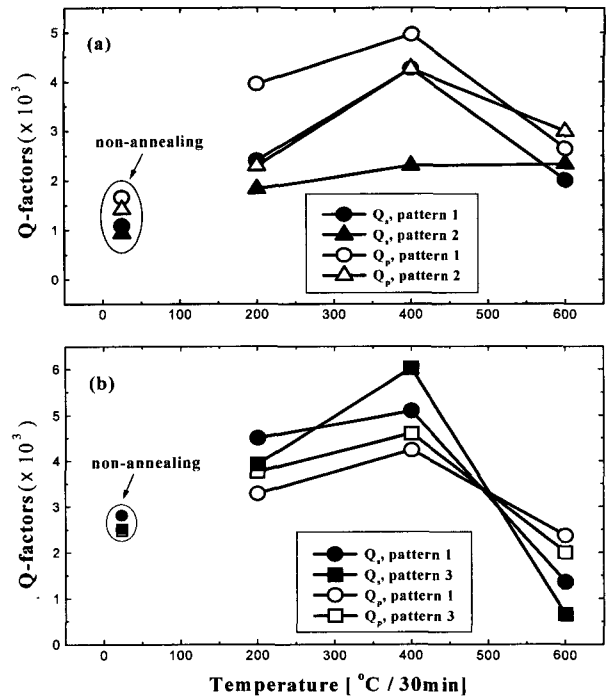 (a)
Q-factors (× 10³)
5
4
3
2
1
0
non-annealing
Qₛ, pattern 1
Qₛ, pattern 2
Qₚ, pattern 1
Qₚ, pattern 2
-100 0 100 200 300 400 500 600
(b)
Q-factors (× 10³)
6
5
4
3
2
1
0
non-annealing
Qₛ, pattern 1
Qₛ, pattern 3
Qₚ, pattern 1
Qₚ, pattern 3
-100 0 100 200 300 400 500 600
Temperature [ °C / 30min]